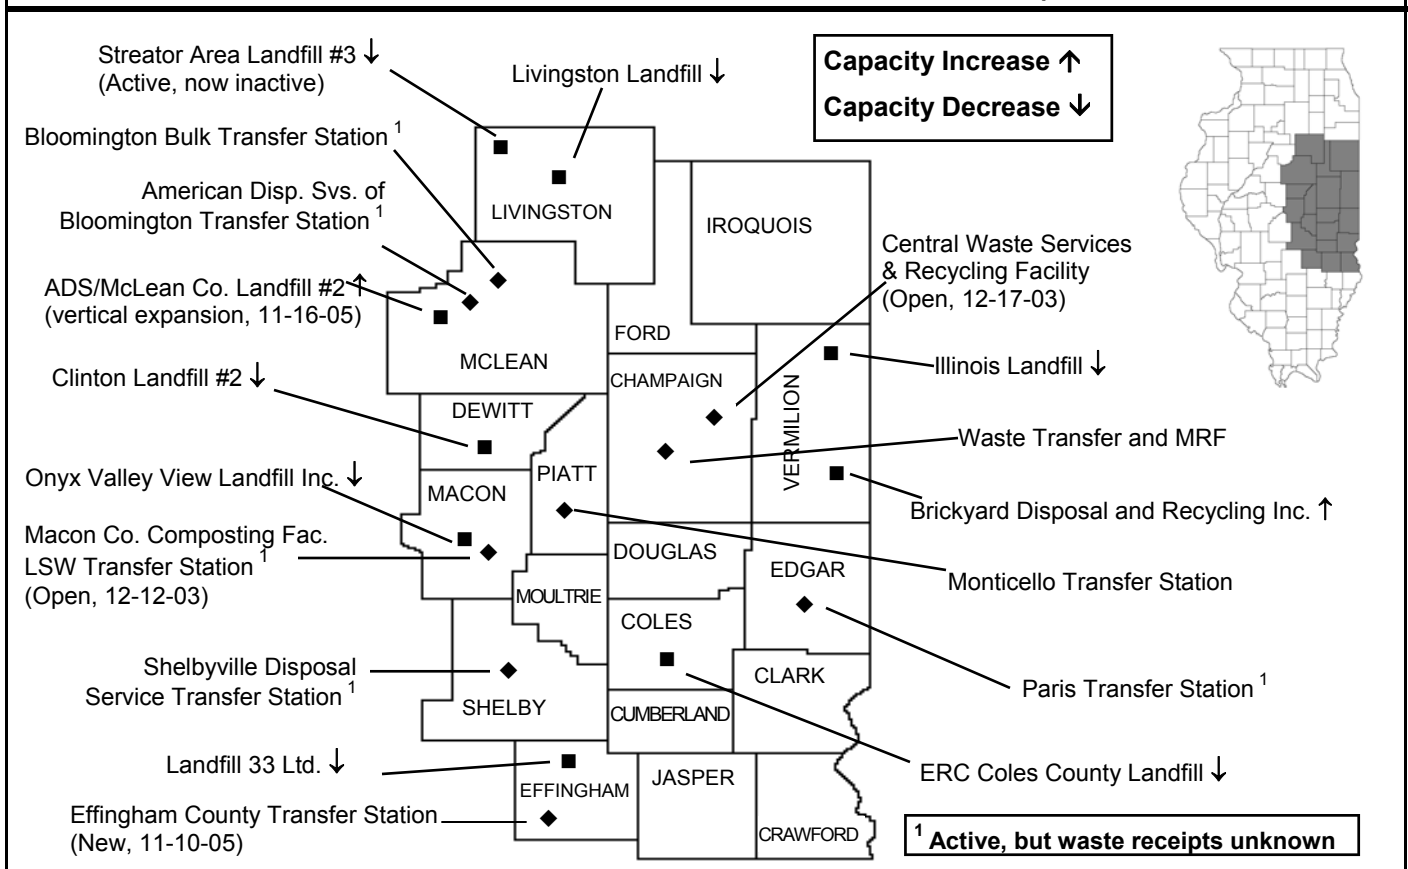 Streator Area Landfill #3 ↓
(Active, now inactive)
Livingston Landfill ↓
Capacity Increase ↑
Capacity Decrease ↓
Bloomington Bulk Transfer Station 1
American Disp. Svs. of
Bloomington Transfer Station 1
LIVINGSTON
IROQUOIS
Central Waste Services
& Recycling Facility
(Open, 12-17-03)
ADS/McLean Co. Landfill #2 ↑
(vertical expansion, 11-16-05)
FORD
MCLEAN
Illinois Landfill ↓
Clinton Landfill #2 ↓
CHAMPAIGN
VERMILION
DEWITT
Waste Transfer and MRF
Onyx Valley View Landfill Inc. ↓
PIATT
MACON
Brickyard Disposal and Recycling Inc. ↑
Macon Co. Composting Fac.
LSW Transfer Station 1
(Open, 12-12-03)
DOUGLAS
EDGAR
Monticello Transfer Station
MOULTRIE
COLES
Shelbyville Disposal
Service Transfer Station 1
CLARK
Paris Transfer Station 1
SHELBY
CUMBERLAND
Landfill 33 Ltd. ↓
ERC Coles County Landfill ↓
EFFINGHAM
JASPER
Effingham County Transfer Station
(New, 11-10-05)
CRAWFORD
1 Active, but waste receipts unknown